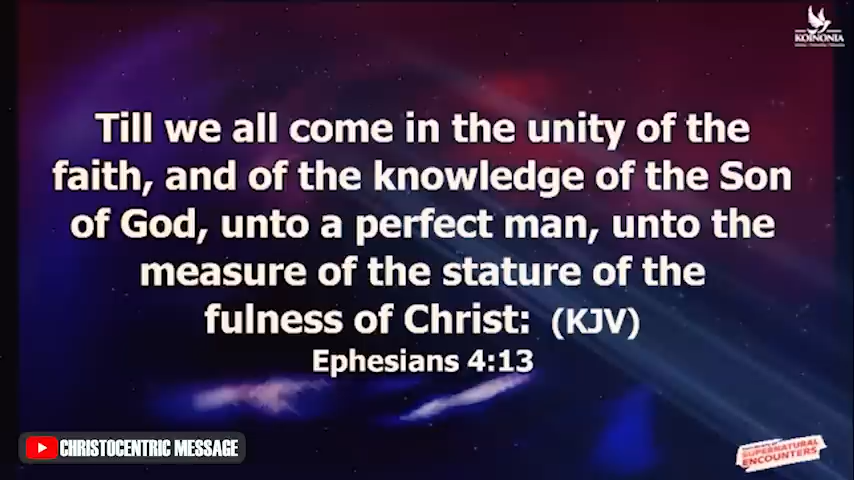 KOINONIA
Till we all come in the unity of the
faith, and of the knowledge of the Son
of God, unto a perfect man, unto the
measure of the stature of the
fulness of Christ: (KJV)
Ephesians 4:13
CHRISTOCENTRIC MESSAGE
SUPERNATURAL
ENCOUNTERS